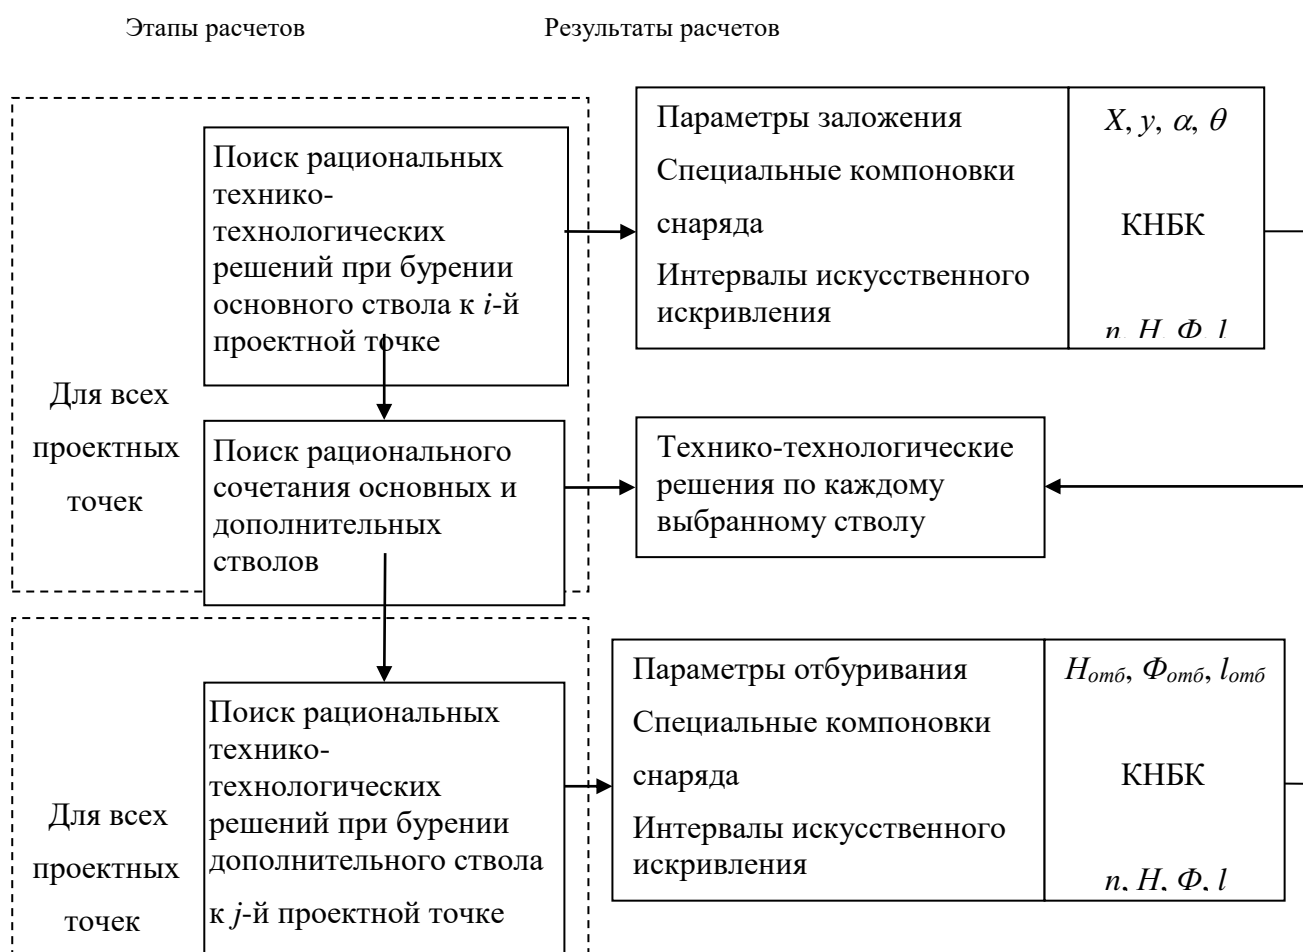 Этапы расчетов
Результаты расчетов
Для всех
проектных
точек
Поиск рациональных
технико-
технологических
решений при бурении
основного ствола к i-й
проектной точке
Параметры заложения
Специальные компоновки
снаряда
Интервалы искусственного
искривления
X, y, α, θ
КНБК
n, H, Φ, l
Поиск рационального
сочетания основных и
дополнительных
стволов
Технико-технологические
решения по каждому
выбранному стволу
Для всех
проектных
точек
Поиск рациональных
технико-
технологических
решений при бурении
дополнительного ствола
к j-й проектной точке
Параметры отбуривания
Специальные компоновки
снаряда
Интервалы искусственного
искривления
Hотб, Φотб, lотб
КНБК
n, H, Φ, l